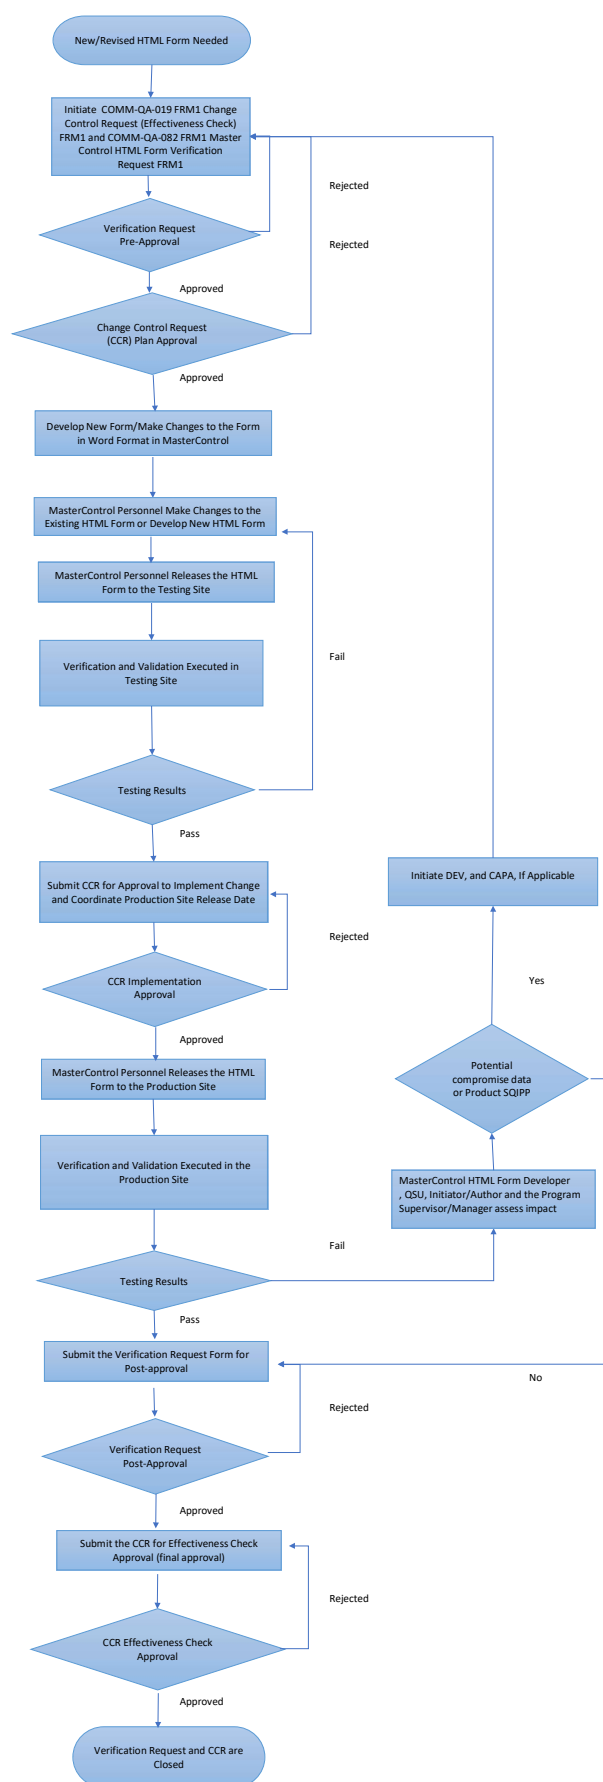 New/Revised HTML Form Needed
Initiate  COMM-QA-019 FRM1 Change
Control Request (Effectiveness Check)
FRM1 and COMM-QA-082 FRM1 Master
Control HTML Form Verification
Request FRM1
Rejected
Verification Request
Pre-Approval
Rejected
Approved
Change Control Request
(CCR) Plan Approval
Approved
Develop New Form/Make Changes to the Form
in Word Format in MasterControl
MasterControl Personnel Make Changes to the
Existing HTML Form or Develop New HTML Form
MasterControl Personnel Releases the HTML
Form to the Testing Site
Fail
Verification and Validation Executed in
Testing Site
Testing Results
Pass
Submit CCR for Approval to Implement Change
and Coordinate Production Site Release Date
Initiate DEV, and CAPA, If Applicable
Rejected
CCR Implementation
Approval
Yes
Approved
MasterControl Personnel Releases the HTML
Form to the Production Site
Potential
compromise data
or Product SQIPP
Verification and Validation Executed in the
Production Site
MasterControl HTML Form Developer
, QSU, Initiator/Author and the Program
Supervisor/Manager assess impact
Fail
Testing Results
Pass
Submit the Verification Request Form for
Post-approval
No
Rejected
Verification Request
Post-Approval
Approved
Submit the CCR for Effectiveness Check
Approval (final approval)
Rejected
CCR Effectiveness Check
Approval
Approved
Verification Request and CCR are
Closed